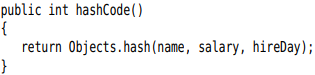 public int hashCode()
{
   return Objects.hash(name, salary, hireDay);
}